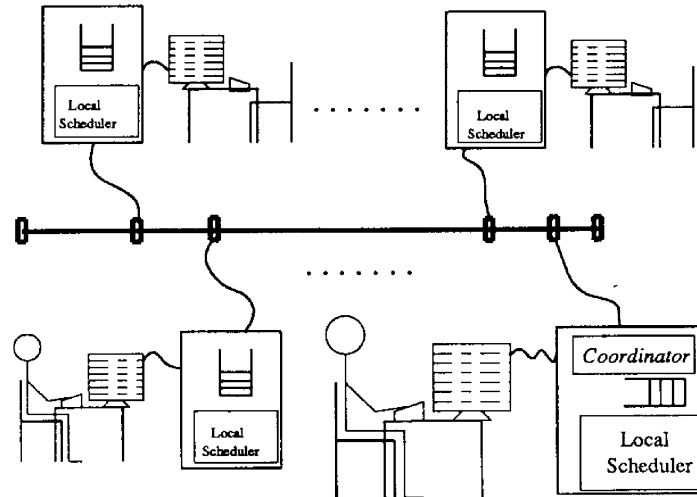 Local
Scheduler
Local
Scheduler
Local
Scheduler
Coordinator
Local
Scheduler